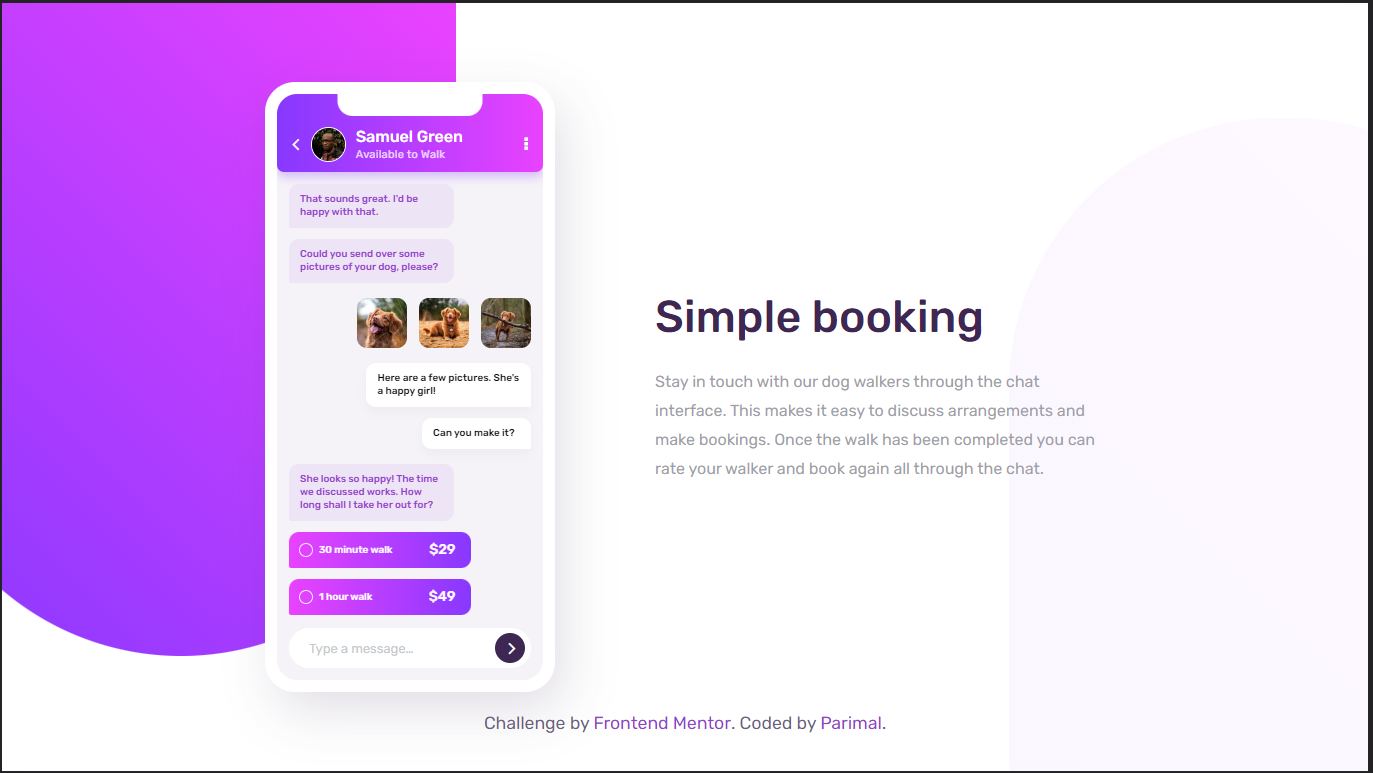 Samuel Green
Available to Walk
That sounds great. I'd be
happy with that.
Could you send over some
pictures of your dog, please?
Here are a few pictures. She's
a happy girl!
Can you make it?
She looks so happy! The time
we discussed works. How
long shall I take her out for?
30 minute walk $29
1 hour walk $49
Type a message…
Simple booking
Stay in touch with our dog walkers through the chat
interface. This makes it easy to discuss arrangements and
make bookings. Once the walk has been completed you can
rate your walker and book again all through the chat.
Challenge by Frontend Mentor. Coded by Parimal.